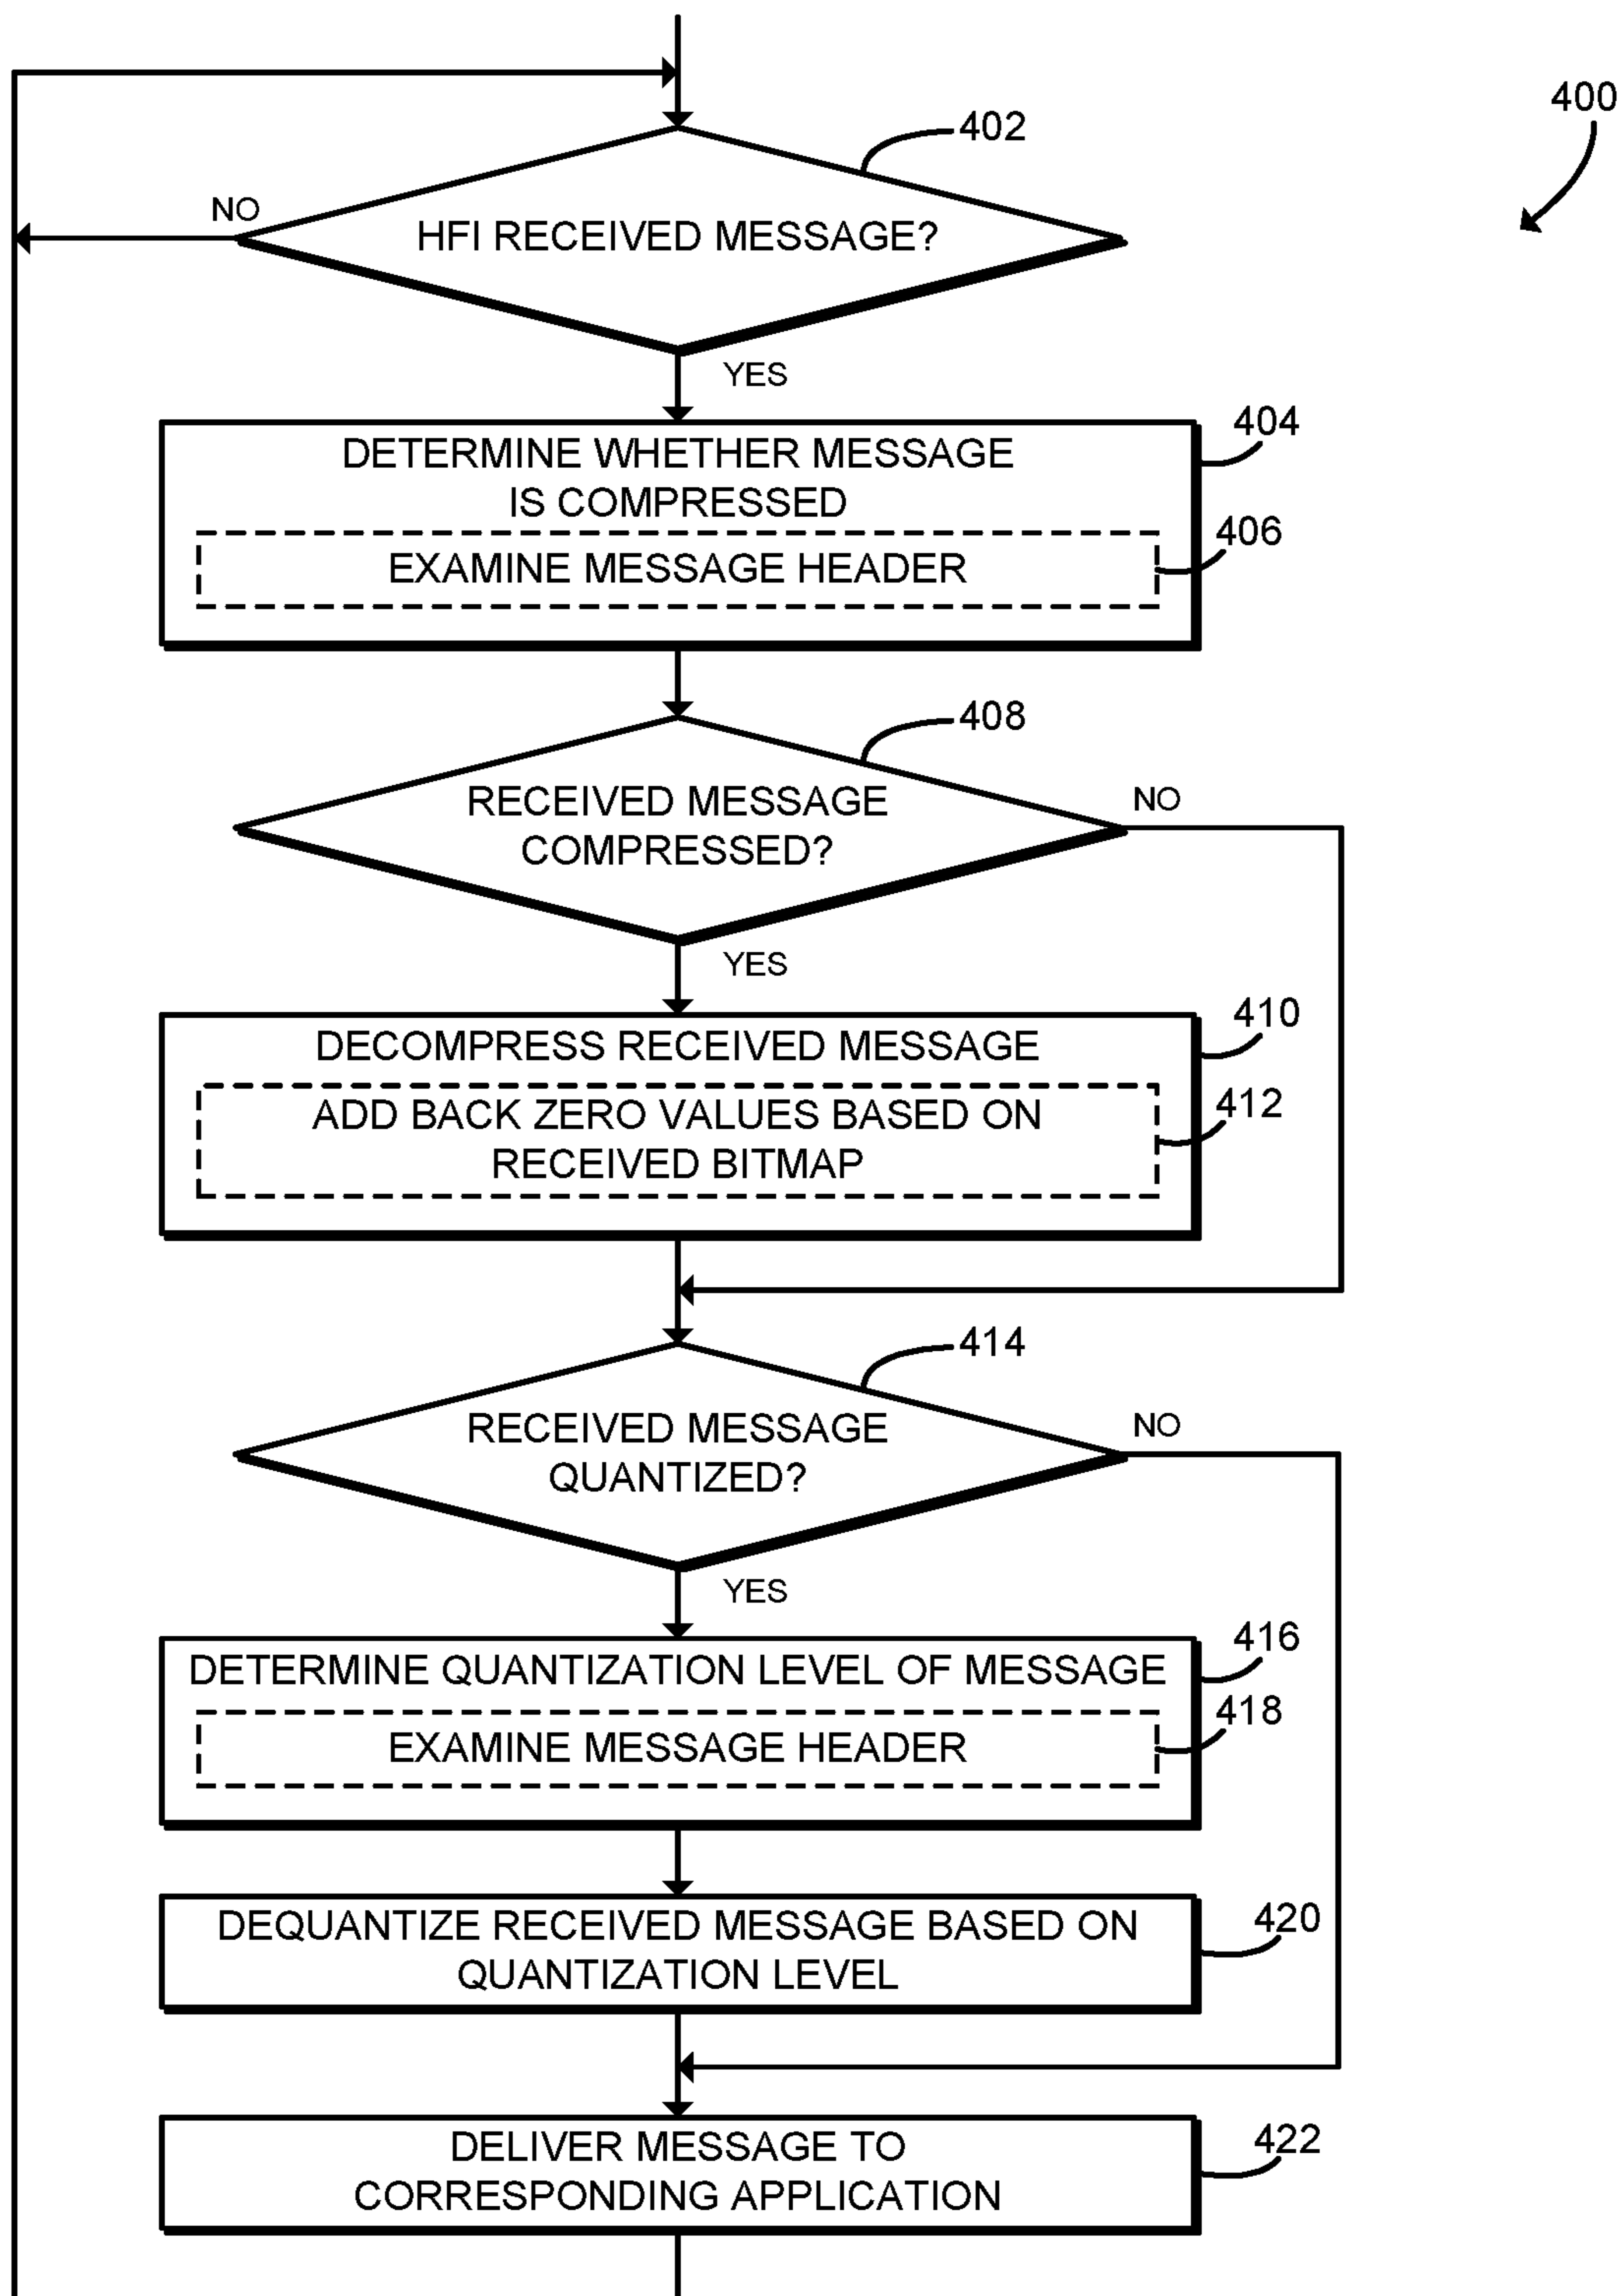 400
402
NO
HFI RECEIVED MESSAGE?
YES
404
DETERMINE WHETHER MESSAGE
IS COMPRESSED
406
EXAMINE MESSAGE HEADER
408
RECEIVED MESSAGE
COMPRESSED?
NO
YES
410
DECOMPRESS RECEIVED MESSAGE
412
ADD BACK ZERO VALUES BASED ON
RECEIVED BITMAP
414
RECEIVED MESSAGE
QUANTIZED?
NO
YES
416
DETERMINE QUANTIZATION LEVEL OF MESSAGE
418
EXAMINE MESSAGE HEADER
420
DEQUANTIZE RECEIVED MESSAGE BASED ON
QUANTIZATION LEVEL
422
DELIVER MESSAGE TO
CORRESPONDING APPLICATION